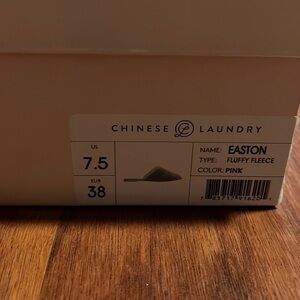 CHINESE LAUNDRY
US
7.5
EUR
38
NAME: EASTON
TYPE: FLUFFY FLEECE
COLOR: PINK